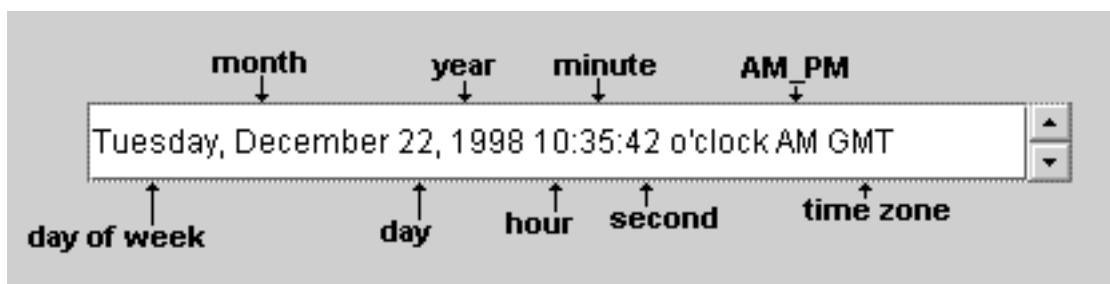 month year minute AM_PM
Tuesday, December 22, 1998 10:35:42 o'clock AM GMT
day of week day hour second time zone